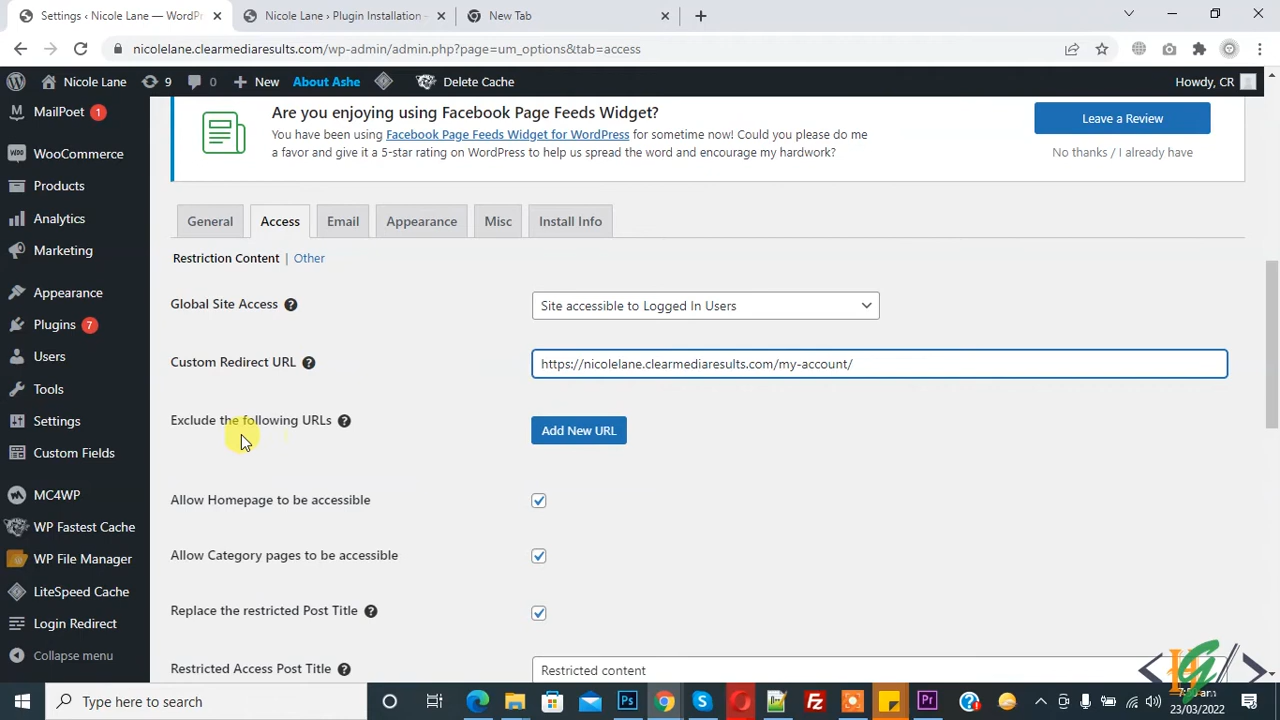 Settings ‹ Nicole Lane — WordPr
Nicole Lane ‹ Plugin Installation -
New Tab
nicolelane.clearmediaresults.com/wp-admin/admin.php?page=um_options&tab=access
Nicole Lane
9
0
New
About Ashe
Delete Cache
Howdy, CR
MailPoet 1
WooCommerce
Products
Analytics
Marketing
Appearance
Plugins 7
Users
Tools
Settings
Custom Fields
MC4WP
WP Fastest Cache
WP File Manager
LiteSpeed Cache
Login Redirect
Collapse menu
Are you enjoying using Facebook Page Feeds Widget?
You have been using Facebook Page Feeds Widget for WordPress for sometime now! Could you please do me
a favor and give it a 5-star rating on WordPress to help us spread the word and encourage my hardwork?
Leave a Review
No thanks / I already have
General
Access
Email
Appearance
Misc
Install Info
Restriction Content | Other
Global Site Access
Site accessible to Logged In Users
Custom Redirect URL
https://nicolelane.clearmediaresults.com/my-account/
Exclude the following URLs
Add New URL
Allow Homepage to be accessible
Allow Category pages to be accessible
Replace the restricted Post Title
Restricted Access Post Title
Restricted content
Type here to search
23/03/2022